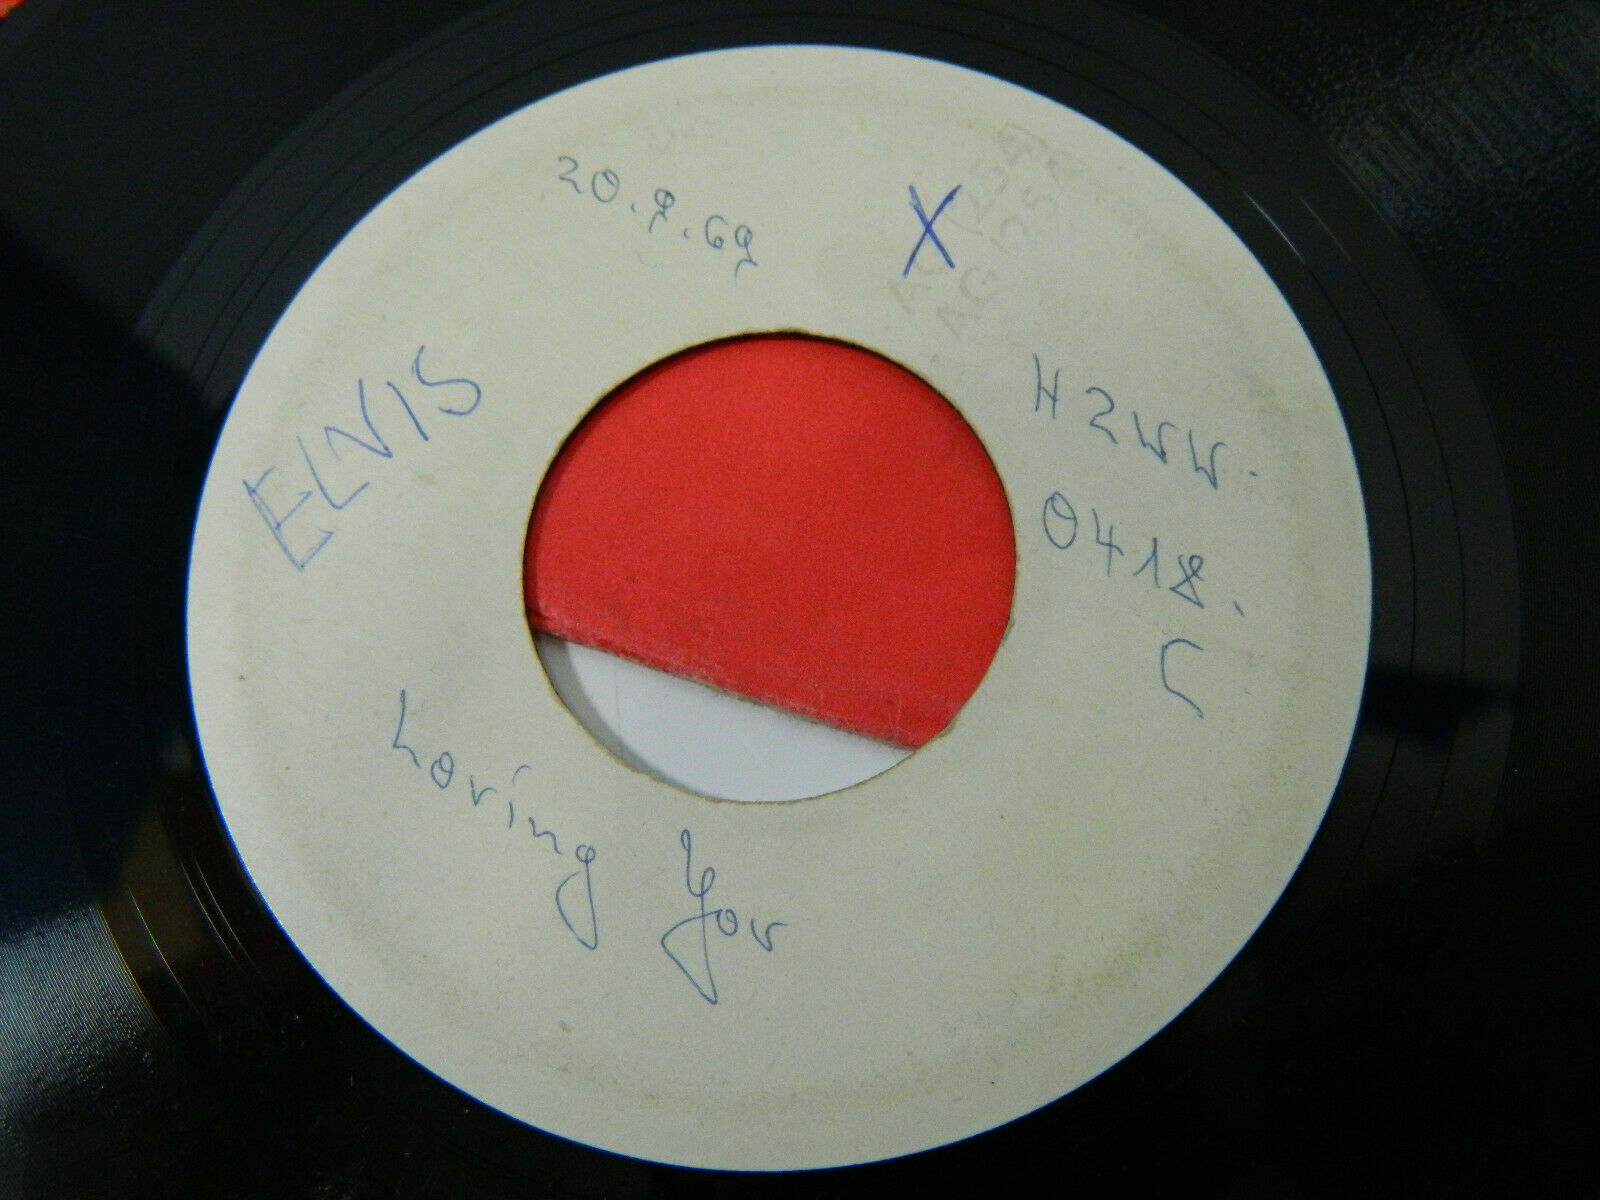 20.9.69
X
ELVIS
H2WW.
0418.
Loving You